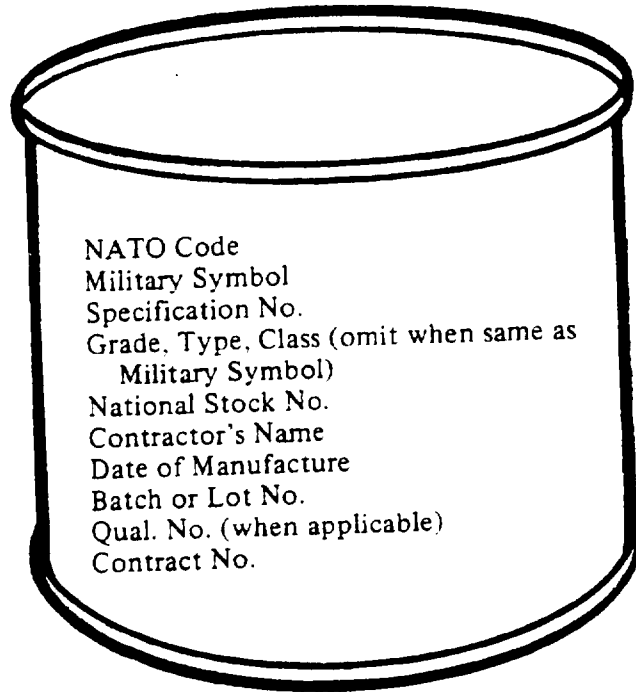 NATO Code
Military Symbol
Specification No.
Grade, Type, Class (omit when same as
Military Symbol)
National Stock No.
Contractor's Name
Date of Manufacture
Batch or Lot No.
Qual. No. (when applicable)
Contract No.